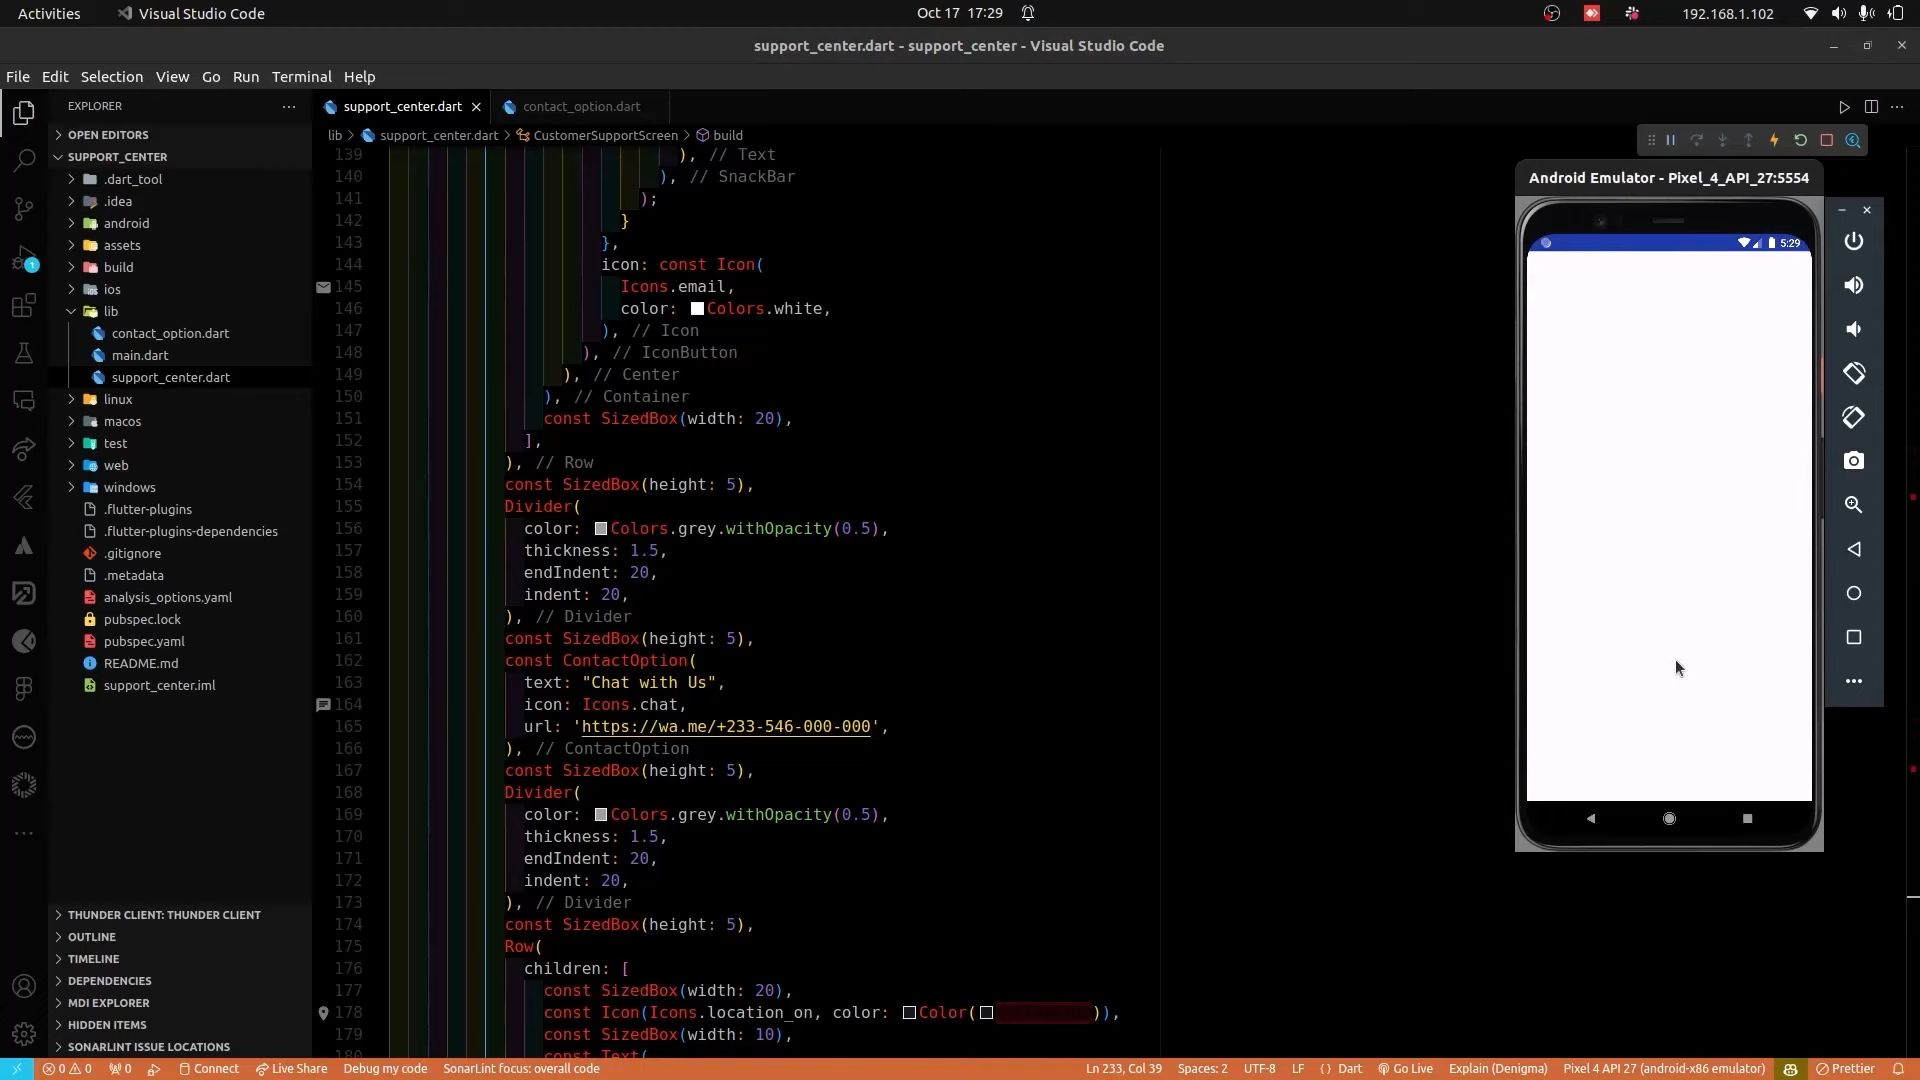 Activities
Visual Studio Code
Oct 17 17:29
192.168.1.102
support_center.dart - support_center - Visual Studio Code
File Edit Selection View Go Run Terminal Help
EXPLORER
support_center.dart
contact_option.dart
OPEN EDITORS
SUPPORT_CENTER
.dart_tool
.idea
android
assets
build
ios
lib
contact_option.dart
main.dart
support_center.dart
linux
macos
test
web
windows
.flutter-plugins
.flutter-plugins-dependencies
.gitignore
.metadata
analysis_options.yaml
pubspec.lock
pubspec.yaml
README.md
support_center.iml
THUNDER CLIENT: THUNDER CLIENT
OUTLINE
TIMELINE
DEPENDENCIES
MDI EXPLORER
HIDDEN ITEMS
SONARLINT ISSUE LOCATIONS
1
lib > support_center.dart > CustomerSupportScreen > build
139 ), // Text
140 ), // SnackBar
141 );
142 }
143 },
144 icon: const Icon(
145 Icons.email,
146 color: Colors.white,
147 ), // Icon
148 ), // IconButton
149 ), // Center
150 ), // Container
151 const SizedBox(width: 20),
152 ],
153 ), // Row
154 const SizedBox(height: 5),
155 Divider(
156 color: Colors.grey.withOpacity(0.5),
157 thickness: 1.5,
158 endIndent: 20,
159 indent: 20,
160 ), // Divider
161 const SizedBox(height: 5),
162 const ContactOption(
163 text: "Chat with Us",
164 icon: Icons.chat,
165 url: 'https://wa.me/+233-546-000-000',
166 ), // ContactOption
167 const SizedBox(height: 5),
168 Divider(
169 color: Colors.grey.withOpacity(0.5),
170 thickness: 1.5,
171 endIndent: 20,
172 indent: 20,
173 ), // Divider
174 const SizedBox(height: 5),
175 Row(
176 children: [
177 const SizedBox(width: 20),
178 const Icon(Icons.location_on, color: Color( )),
179 const SizedBox(width: 10),
180 const Text(
Android Emulator - Pixel_4_API_27:5554
5:29
0 0 0 Connect Live Share Debug my code SonarLint focus: overall code
Ln 233, Col 39 Spaces: 2 UTF-8 LF { } Dart Go Live Explain (Denigma) Pixel 4 API 27 (android-x86 emulator) Prettier